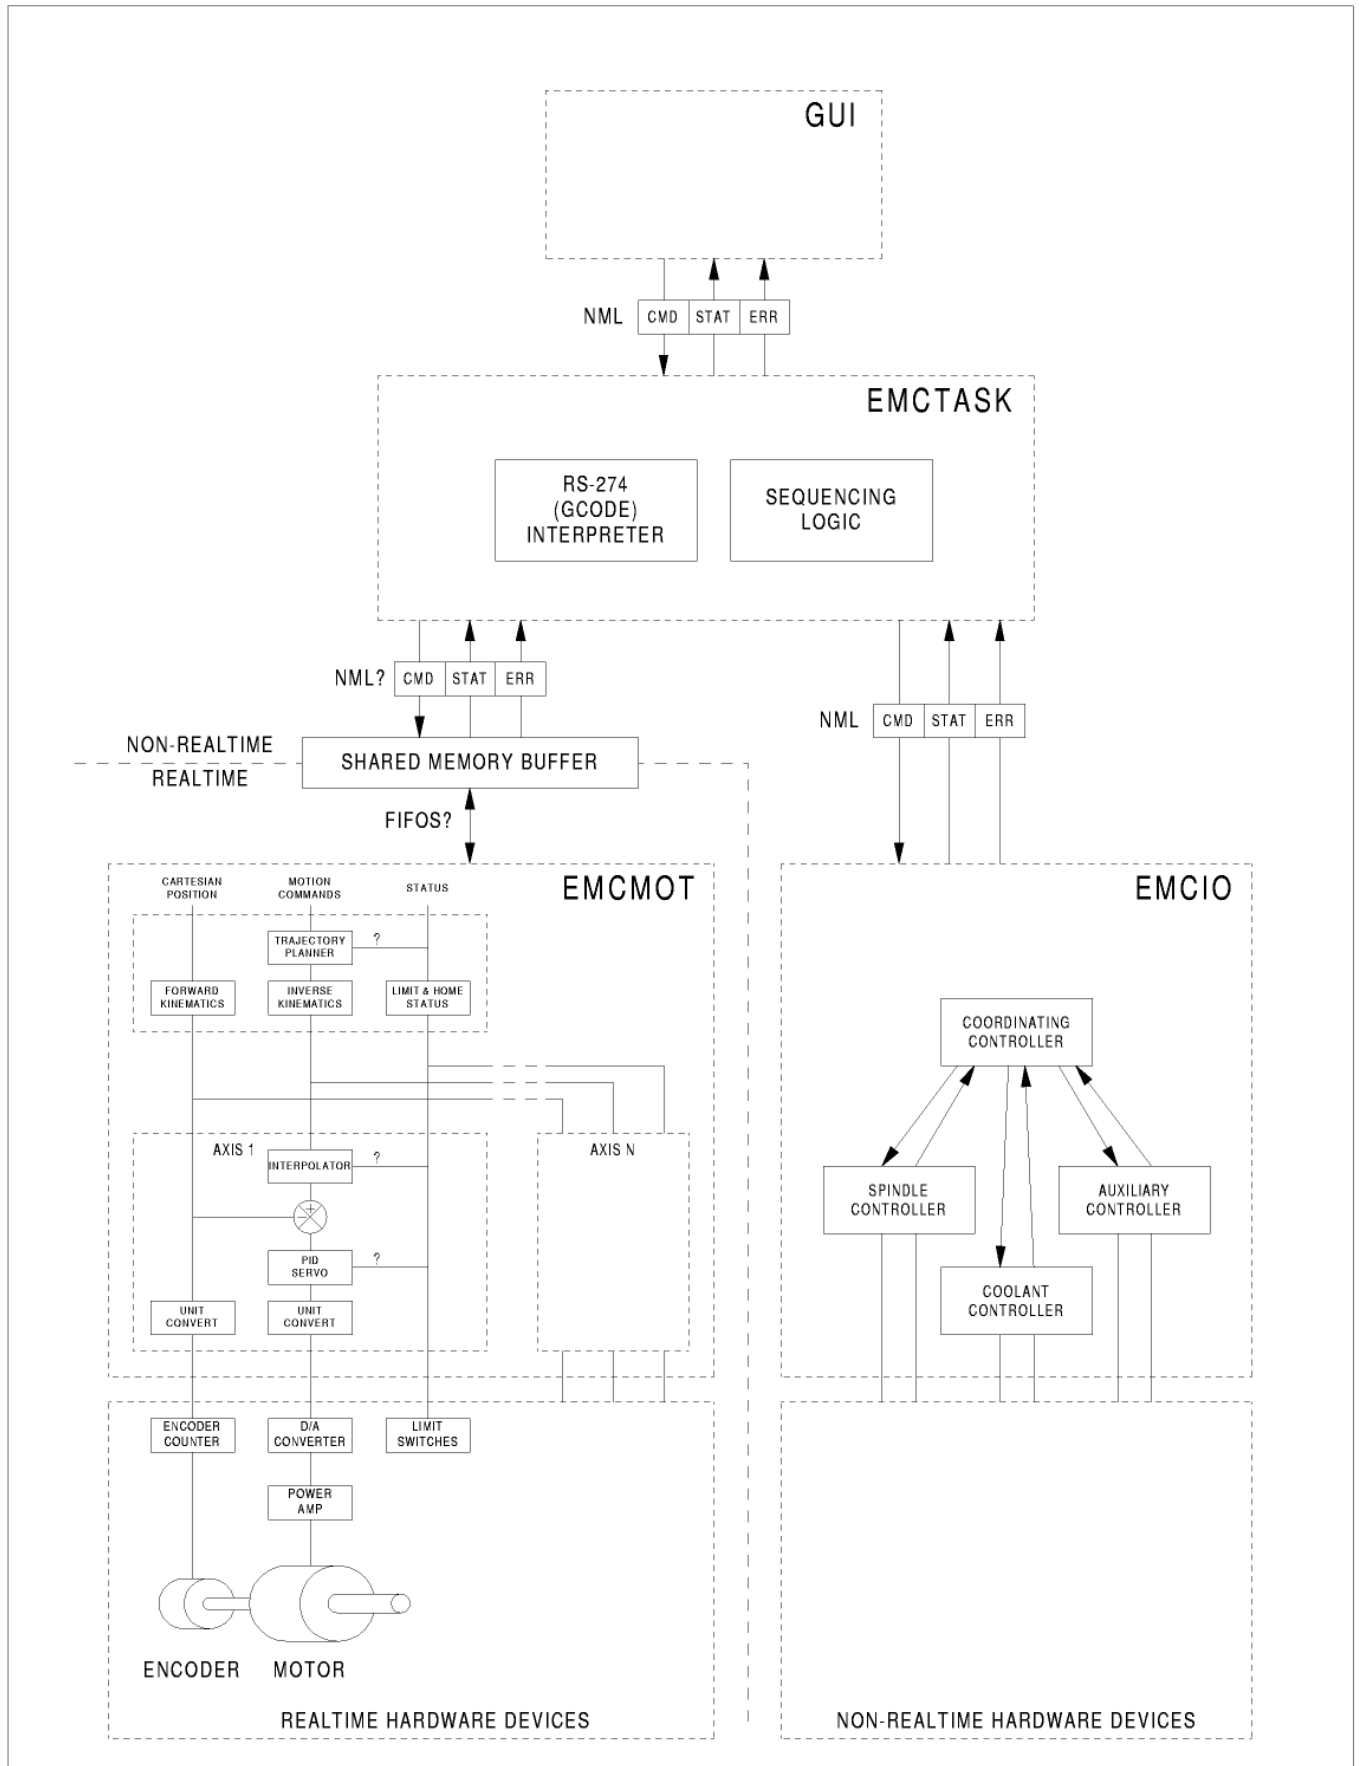 GUI
NML
CMD
STAT
ERR
EMCTASK
RS-274
(GCODE)
INTERPRETER
SEQUENCING
LOGIC
NML?
CMD
STAT
ERR
NML
CMD
STAT
ERR
NON-REALTIME
REALTIME
SHARED MEMORY BUFFER
FIFOS?
EMCMOT
CARTESIAN
POSITION
MOTION
COMMANDS
STATUS
TRAJECTORY
PLANNER
?
FORWARD
KINEMATICS
INVERSE
KINEMATICS
LIMIT & HOME
STATUS
AXIS 1
INTERPOLATOR
?
+
−
PID
SERVO
?
UNIT
CONVERT
UNIT
CONVERT
AXIS N
EMCIO
COORDINATING
CONTROLLER
SPINDLE
CONTROLLER
AUXILIARY
CONTROLLER
COOLANT
CONTROLLER
ENCODER
COUNTER
D/A
CONVERTER
LIMIT
SWITCHES
POWER
AMP
ENCODER
MOTOR
REALTIME HARDWARE DEVICES
NON-REALTIME HARDWARE DEVICES